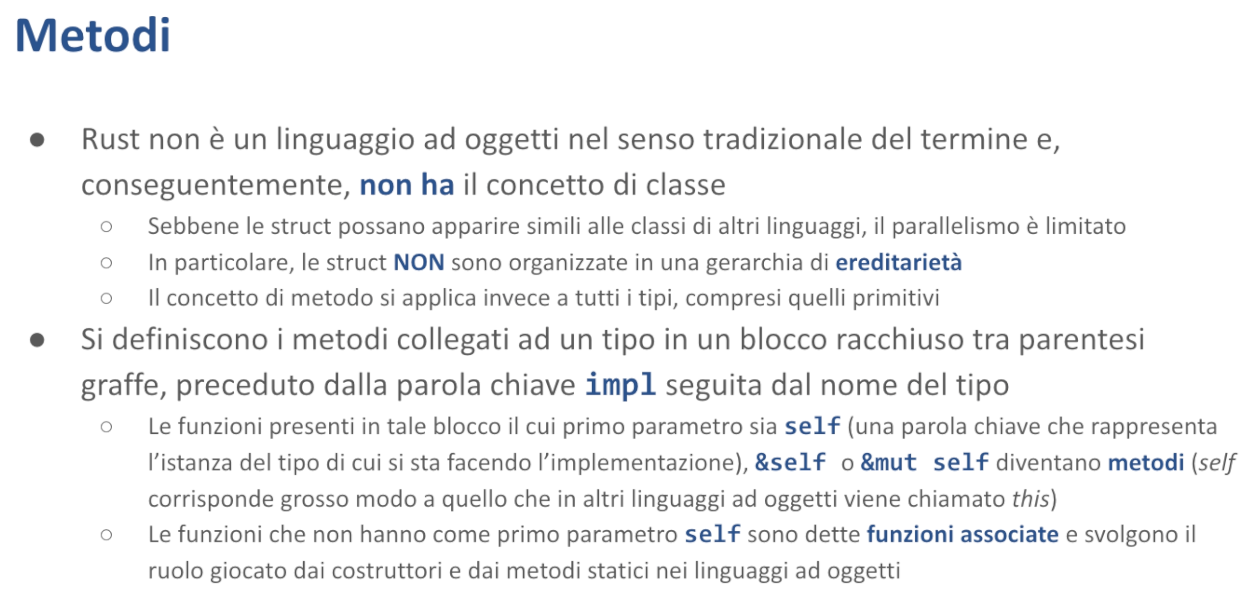 Metodi
● Rust non è un linguaggio ad oggetti nel senso tradizionale del termine e,
conseguentemente, non ha il concetto di classe
○ Sebbene le struct possano apparire simili alle classi di altri linguaggi, il parallelismo è limitato
○ In particolare, le struct NON sono organizzate in una gerarchia di ereditarietà
○ Il concetto di metodo si applica invece a tutti i tipi, compresi quelli primitivi
● Si definiscono i metodi collegati ad un tipo in un blocco racchiuso tra parentesi
graffe, preceduto dalla parola chiave impl seguita dal nome del tipo
○ Le funzioni presenti in tale blocco il cui primo parametro sia self (una parola chiave che rappresenta
l’istanza del tipo di cui si sta facendo l’implementazione), &self o &mut self diventano metodi (self
corrisponde grosso modo a quello che in altri linguaggi ad oggetti viene chiamato this)
○ Le funzioni che non hanno come primo parametro self sono dette funzioni associate e svolgono il
ruolo giocato dai costruttori e dai metodi statici nei linguaggi ad oggetti